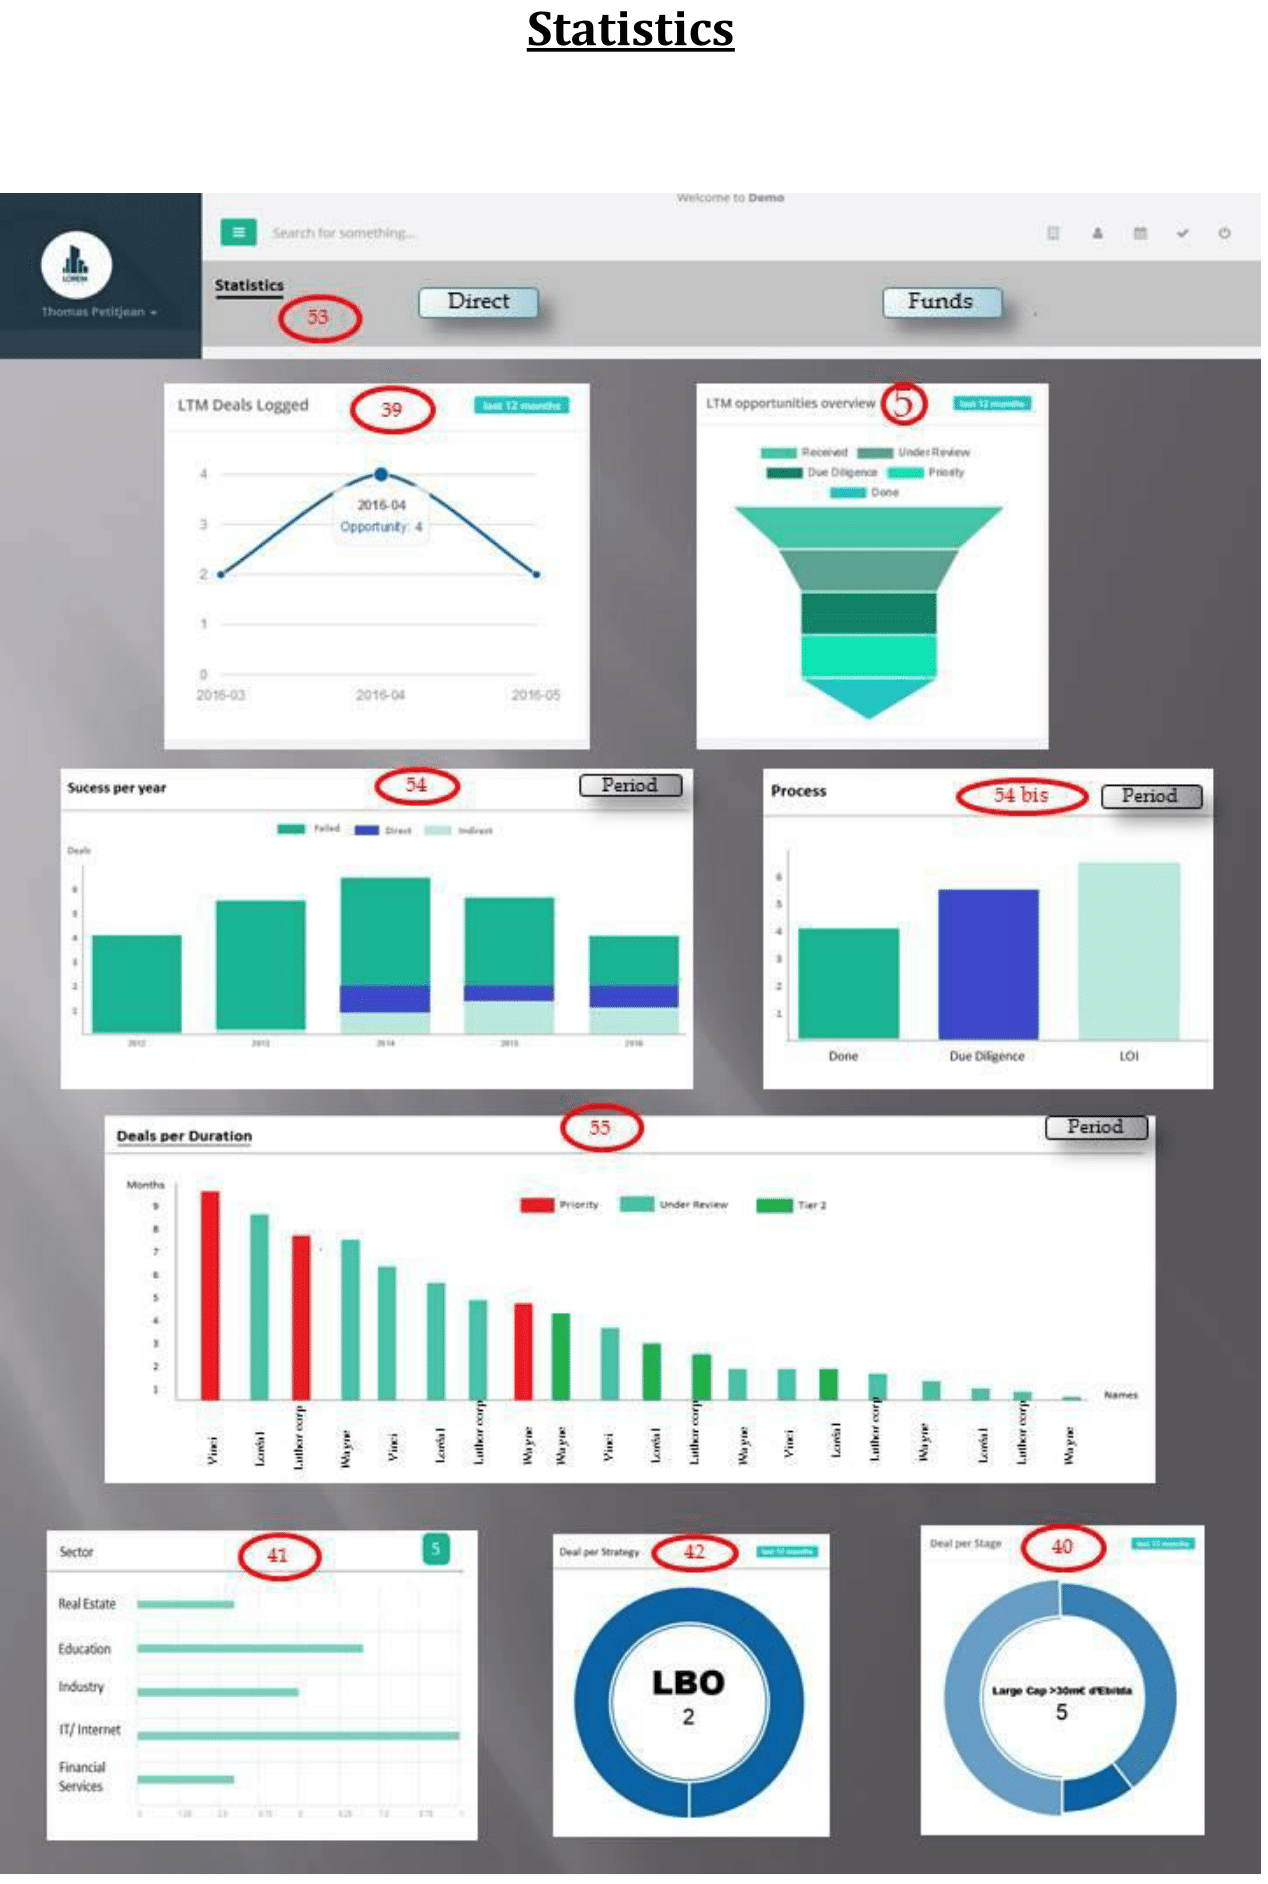 Statistics
Welcome to Demo
Search for something...
LOREM
Thomas Petitjean
Statistics
53
Direct
Funds
LTM Deals Logged
39
last 12 months
4
2016-04
Opportunity: 4
3
2
1
0
2016-03
2016-04
2016-05
LTM opportunities overview
5
last 12 months
Received
Under Review
Due Diligence
Priority
Done
Sucess per year
54
Period
Failed
Direct
Indirect
Deals
6
5
4
3
2
1
2012
2013
2014
2015
2016
Process
54 bis
Period
6
5
4
3
2
1
Done
Due Diligence
LOI
Deals per Duration
55
Period
Months
Priority
Under Review
Tier 2
9
8
7
6
5
4
3
2
1
Names
Vinci
Loréal
Luthor corp
Wayne
Vinci
Loréal
Luthor corp
Wayne
Wayne
Vinci
Loréal
Luthor corp
Wayne
Vinci
Loréal
Luthor corp
Wayne
Loréal
Luthor corp
Wayne
Sector
41
5
Real Estate
Education
Industry
IT/ Internet
Financial
Services
Deal per Strategy
42
last 12 months
LBO
2
Deal per Stage
40
last 12 months
Large Cap >30m€ d'Ebitda
5